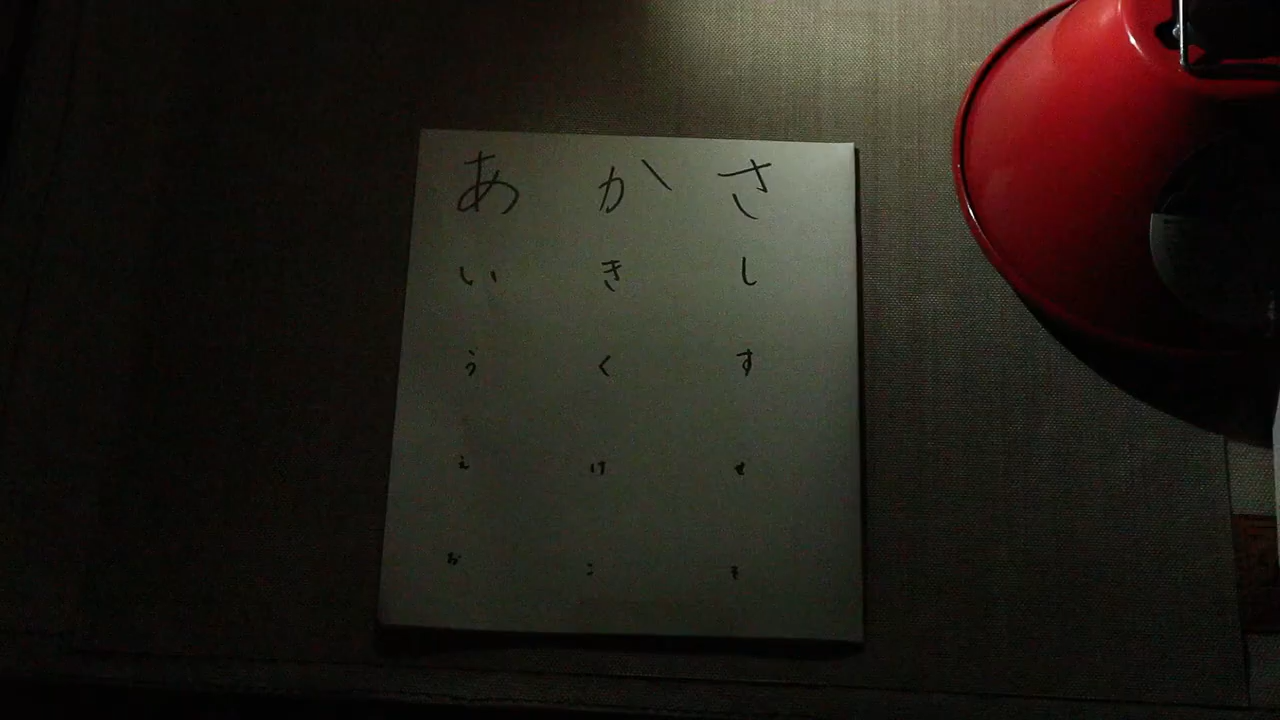 あ か さ
い き し
う く す
え け せ
お こ そ